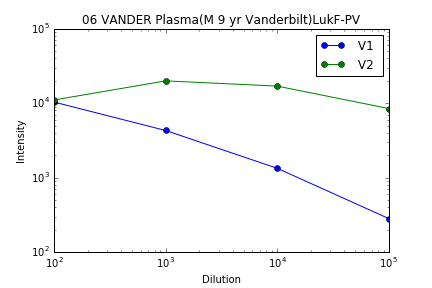 06 VANDER Plasma(M 9 yr Vanderbilt)LukF-PV
V1
V2
10^5
10^4
10^3
10^2
Intensity
10^2 10^3 10^4 10^5
Dilution